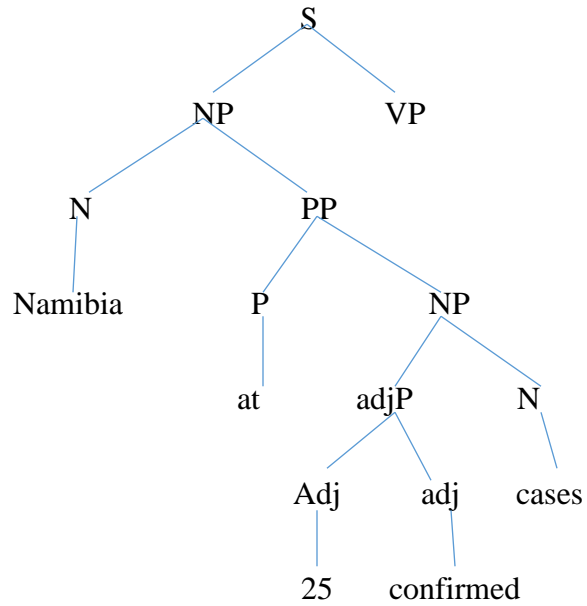 S
NP VP
N PP
Namibia P NP
at adjP N
Adj adj cases
25 confirmed